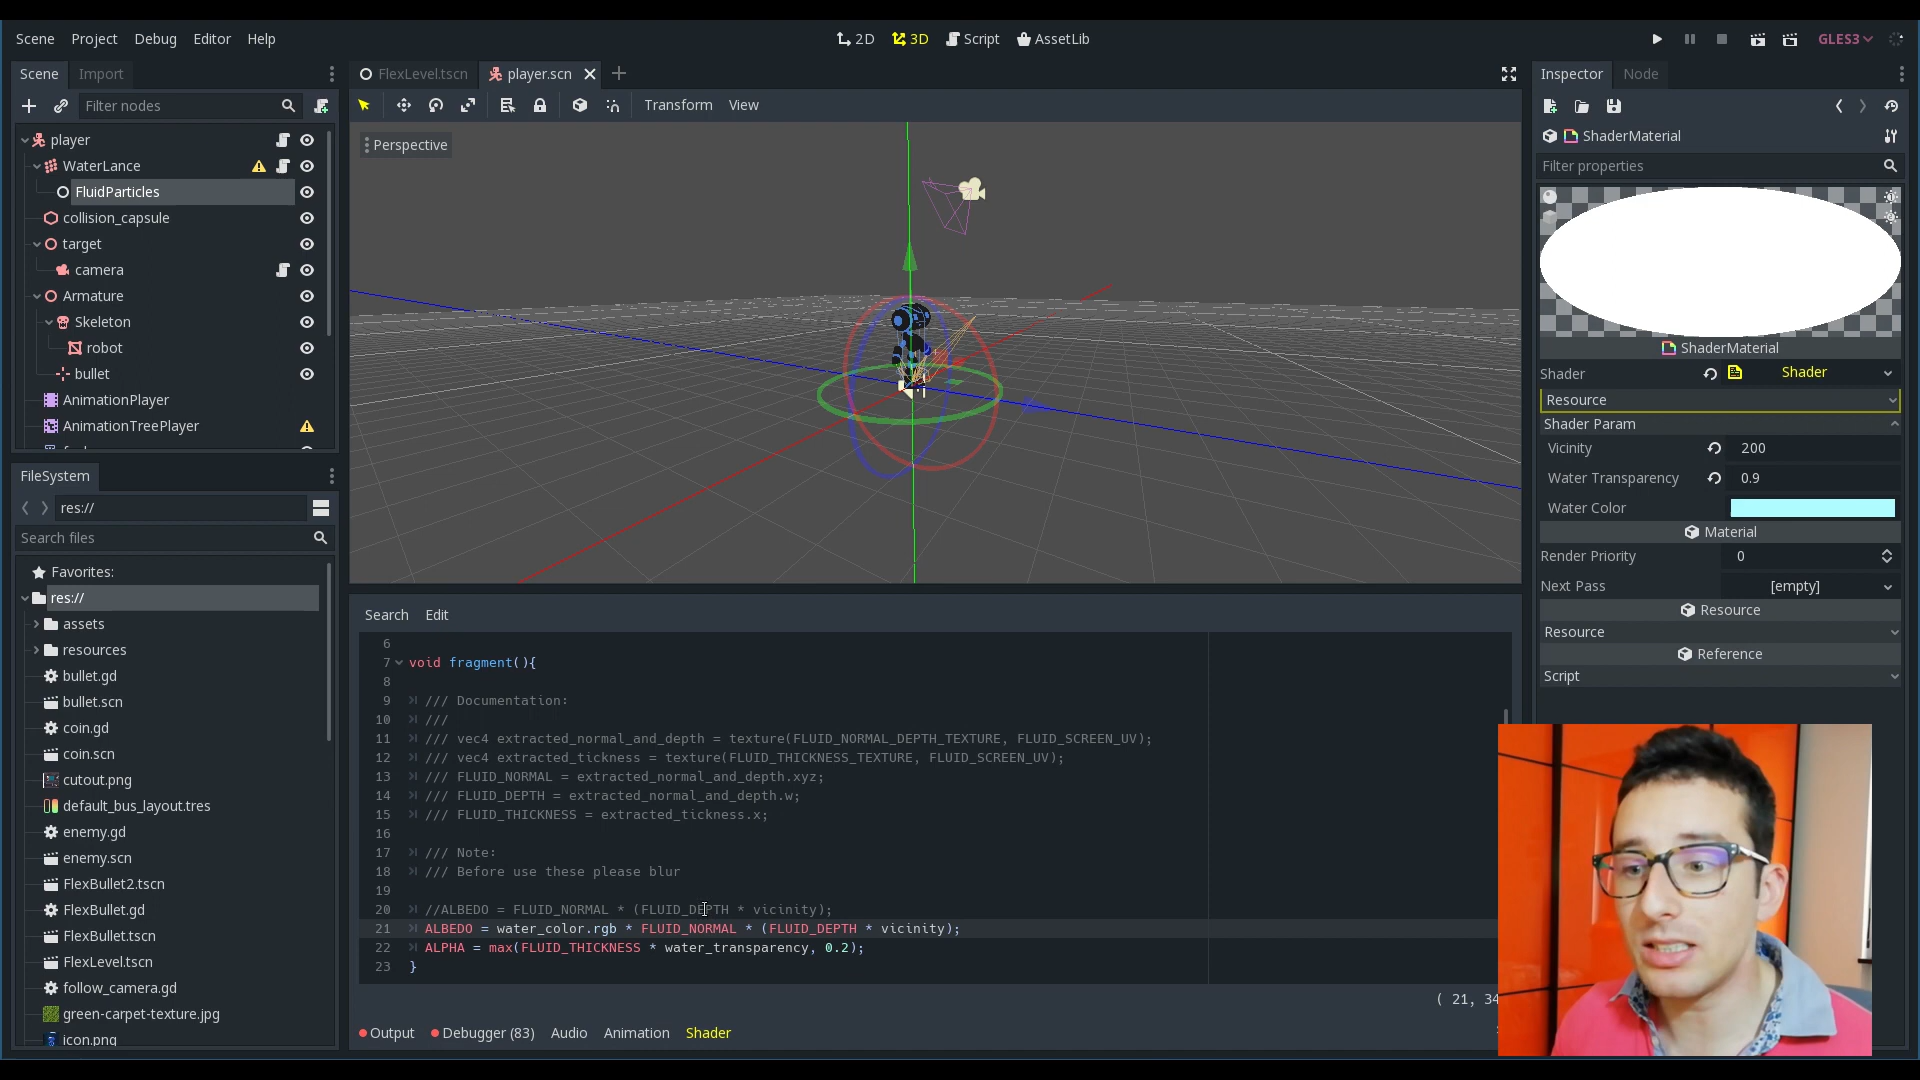 Scene Project Debug Editor Help
2D 3D Script AssetLib
GLES3
Scene Import
Filter nodes
player
WaterLance
FluidParticles
collision_capsule
target
camera
Armature
Skeleton
robot
bullet
AnimationPlayer
AnimationTreePlayer
FileSystem
res://
Search files
Favorites:
res://
assets
resources
bullet.gd
bullet.scn
coin.gd
coin.scn
cutout.png
default_bus_layout.tres
enemy.gd
enemy.scn
FlexBullet2.tscn
FlexBullet.gd
FlexBullet.tscn
FlexLevel.tscn
follow_camera.gd
green-carpet-texture.jpg
icon.png
FlexLevel.tscn player.scn
Transform View
Perspective
Search Edit
6
7 void fragment(){
8
9 /// Documentation:
10 ///
11 /// vec4 extracted_normal_and_depth = texture(FLUID_NORMAL_DEPTH_TEXTURE, FLUID_SCREEN_UV);
12 /// vec4 extracted_tickness = texture(FLUID_THICKNESS_TEXTURE, FLUID_SCREEN_UV);
13 /// FLUID_NORMAL = extracted_normal_and_depth.xyz;
14 /// FLUID_DEPTH = extracted_normal_and_depth.w;
15 /// FLUID_THICKNESS = extracted_tickness.x;
16
17 /// Note:
18 /// Before use these please blur
19
20 //ALBEDO = FLUID_NORMAL * (FLUID_DEPTH * vicinity);
21 ALBEDO = water_color.rgb * FLUID_NORMAL * (FLUID_DEPTH * vicinity);
22 ALPHA = max(FLUID_THICKNESS * water_transparency, 0.2);
23 }
( 21, 34
Output Debugger (83) Audio Animation Shader
Inspector Node
ShaderMaterial
Filter properties
ShaderMaterial
Shader Shader
Resource
Shader Param
Vicinity 200
Water Transparency 0.9
Water Color
Material
Render Priority 0
Next Pass [empty]
Resource
Resource
Reference
Script